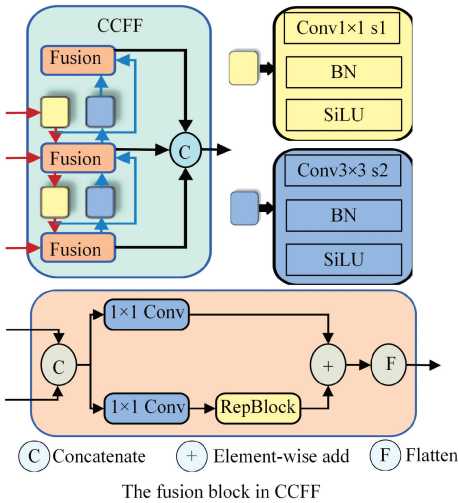 CCFF
Fusion
Fusion
Fusion
C
Conv1×1 s1
BN
SiLU
Conv3×3 s2
BN
SiLU
1×1 Conv
C
+
F
1×1 Conv
RepBlock
C Concatenate
+ Element-wise add
F Flatten
The fusion block in CCFF